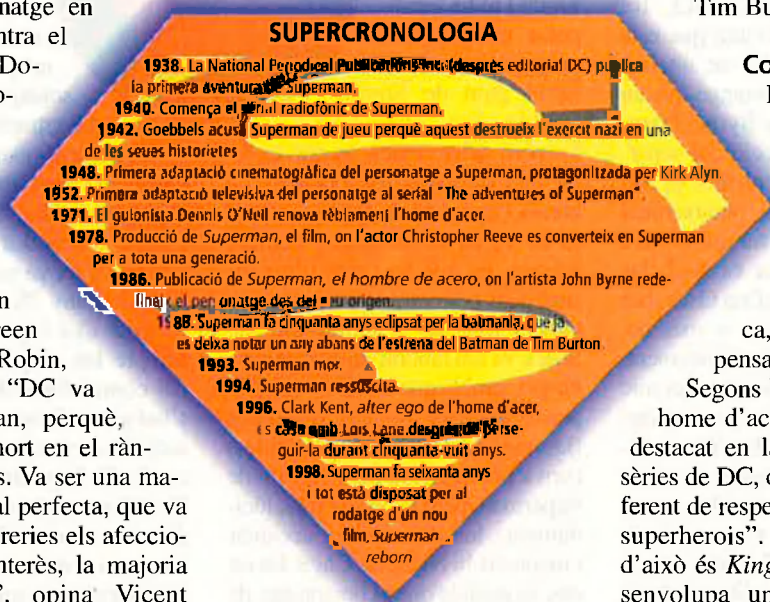 matge en
ntra el
Do-
o-
n
reen
Robin,
"DC va
an, perquè,
nort en el ràn-
s. Va ser una ma-
al perfecta, que va
reries els afeccio-
nterès, la majoria
opina Vicent
SUPERCRONOLOGIA
1938. La National Periodical Publications Inc. (després editorial DC) publica
la primera aventura de Superman.
1940. Comença el serial radiofònic de Superman.
1942. Goebbels acusa Superman de jueu perquè aquest destrueix l'exercit nazi en una
de les seues historietes
1948. Primera adaptació cinematogràfica del personatge a Superman, protagonitzada per Kirk Alyn.
1952. Primera adaptació televisiva del personatge al serial "The adventures of Superman".
1971. El guionista Dennis O'Neil renova tèbiament l'home d'acer.
1978. Producció de Superman, el film, on l'actor Christopher Reeve es converteix en Superman
per a tota una generació.
1986. Publicació de Superman, el hombre de acero, on l'artista John Byrne rede-
fineix el personatge des del seu origen.
1988. Superman fa cinquanta anys eclipsat per la batmania, que ja
es deixa notar un any abans de l'estrena del Batman de Tim Burton.
1993. Superman mor.
1994. Superman ressuscita.
1996. Clark Kent, alter ego de l'home d'acer,
es casa amb Lois Lane després de perse-
guir-la durant cinquanta-vuit anys.
1998. Superman fa seixanta anys
i tot està disposat per al
rodatge d'un nou
film, Superman
reborn
Tim Bu
Co
ca,
pensa
Segons
home d'ac
destacat en la
sèries de DC,
ferent de respe
superherois".
d'això és King
senvolupa un